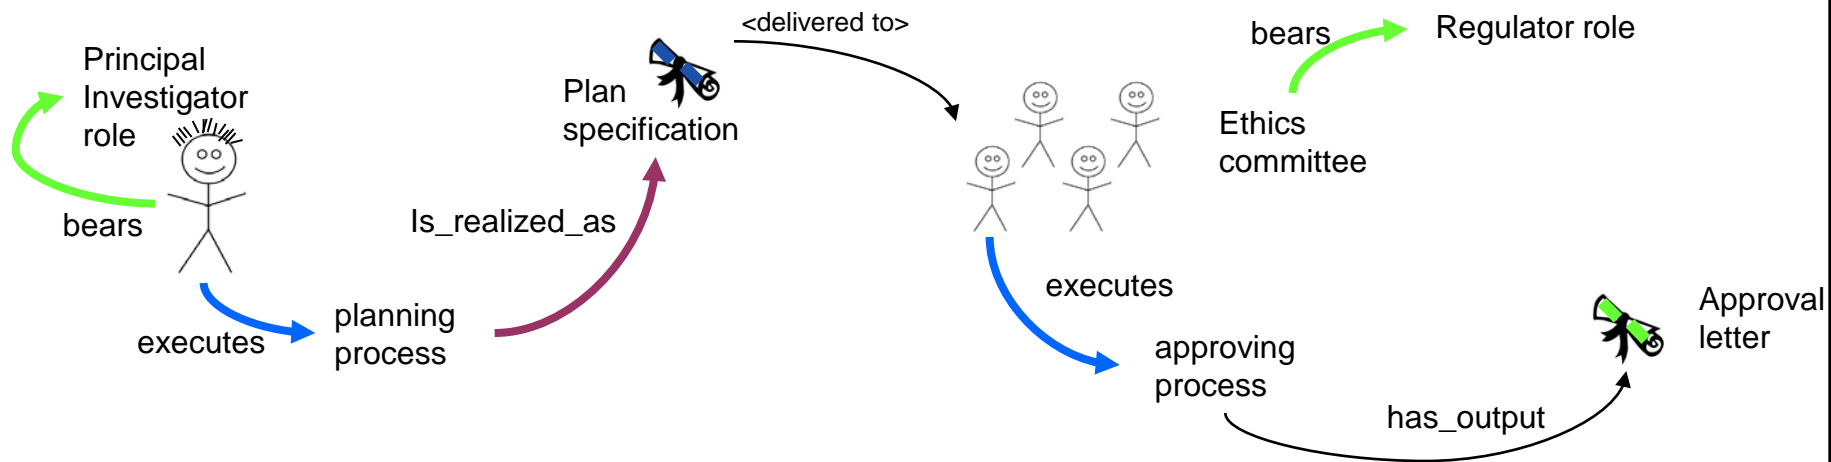 Principal
Investigator
role
bears
executes
planning
process
Is_realized_as
Plan
specification
<delivered to>
bears
Regulator role
Ethics
committee
executes
approving
process
has_output
Approval
letter